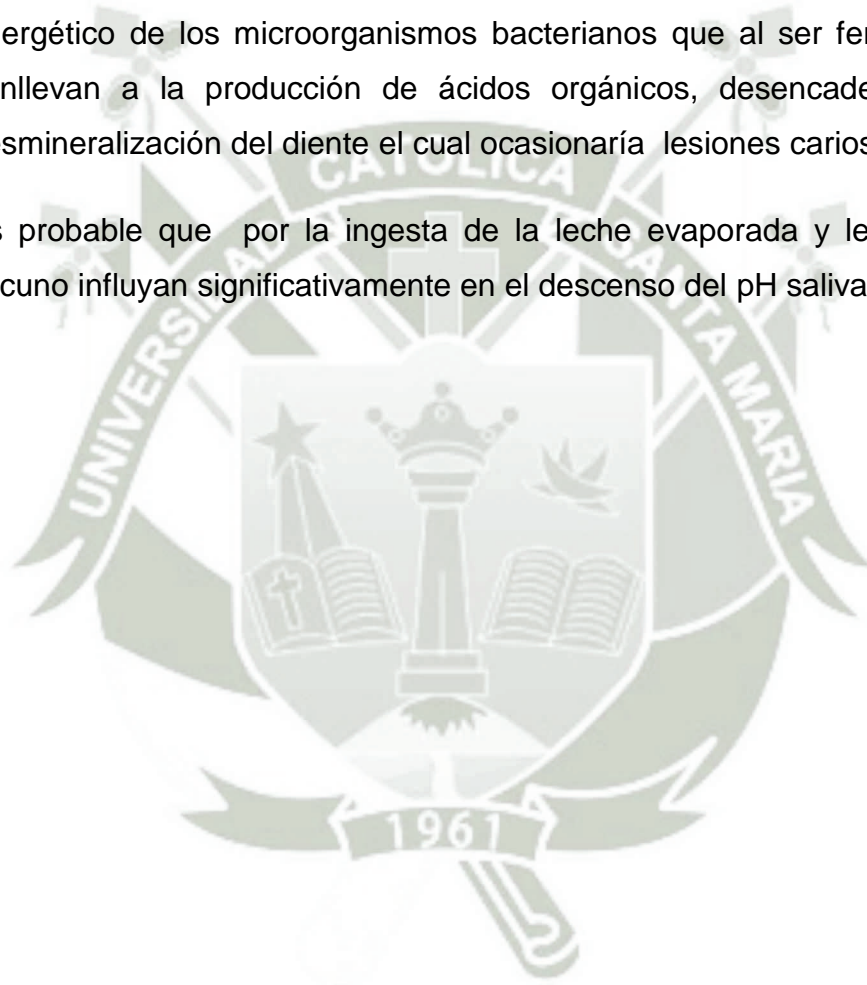 ergético de los microorganismos bacterianos que al ser fer
nllevan a la producción de ácidos orgánicos, desencade
esmineralización del diente el cual ocasionaría lesiones carios
s probable que por la ingesta de la leche evaporada y le
cuno influyan significativamente en el descenso del pH saliva
UNIVERSIDAD CATOLICA SANTA MARIA
1961